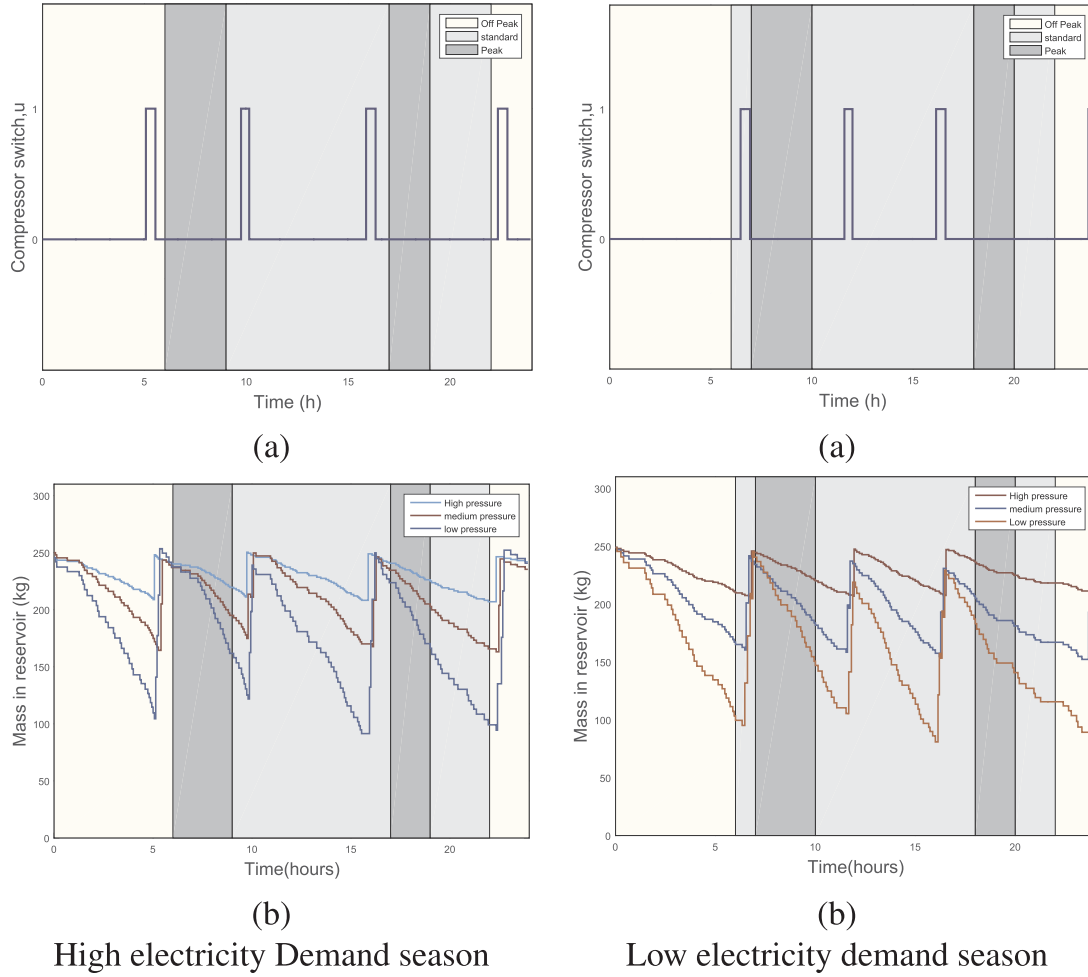 (a)
Off Peak
standard
Peak
Compressor switch,u
1
0
0
5
10
15
20
Time (h)
(a)
Off Peak
standard
Peak
Compressor switch,u
1
0
0
5
10
15
20
Time (h)
(a)
(a)
High pressure
medium pressure
low pressure
Mass in reservoir (kg)
300
250
200
150
100
50
0
0
5
10
15
20
Time(hours)
High pressure
medium pressure
Low pressure
Mass in reservoir (kg)
300
250
200
150
100
50
0
0
5
10
15
20
Time(hours)
(b)
(b)
High electricity Demand season
Low electricity demand season